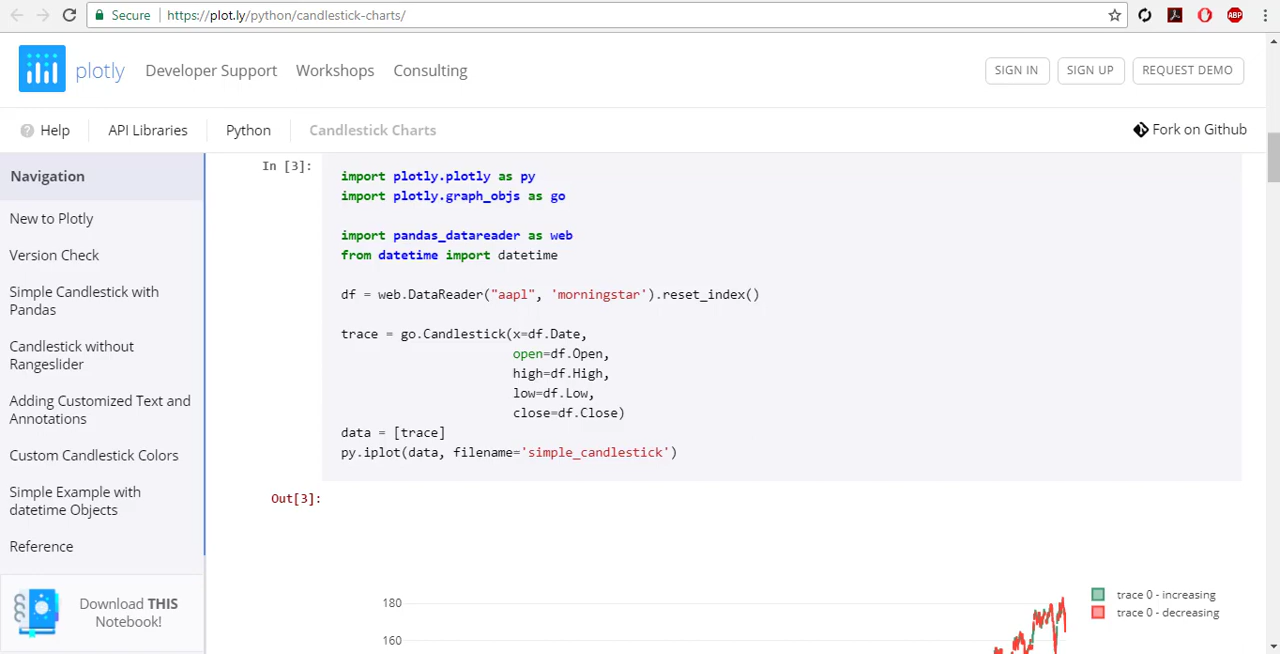 Secure https://plot.ly/python/candlestick-charts/ ABP
plotly Developer Support Workshops Consulting SIGN IN SIGN UP REQUEST DEMO
? Help API Libraries Python Candlestick Charts Fork on Github
Navigation
New to Plotly
Version Check
Simple Candlestick with
Pandas
Candlestick without
Rangeslider
Adding Customized Text and
Annotations
Custom Candlestick Colors
Simple Example with
datetime Objects
Reference
Download THIS
Notebook!
In [3]:
import plotly.plotly as py
import plotly.graph_objs as go
import pandas_datareader as web
from datetime import datetime
df = web.DataReader("aapl", 'morningstar').reset_index()
trace = go.Candlestick(x=df.Date,
open=df.Open,
high=df.High,
low=df.Low,
close=df.Close)
data = [trace]
py.iplot(data, filename='simple_candlestick')
Out[3]:
180
160
trace 0 - increasing
trace 0 - decreasing